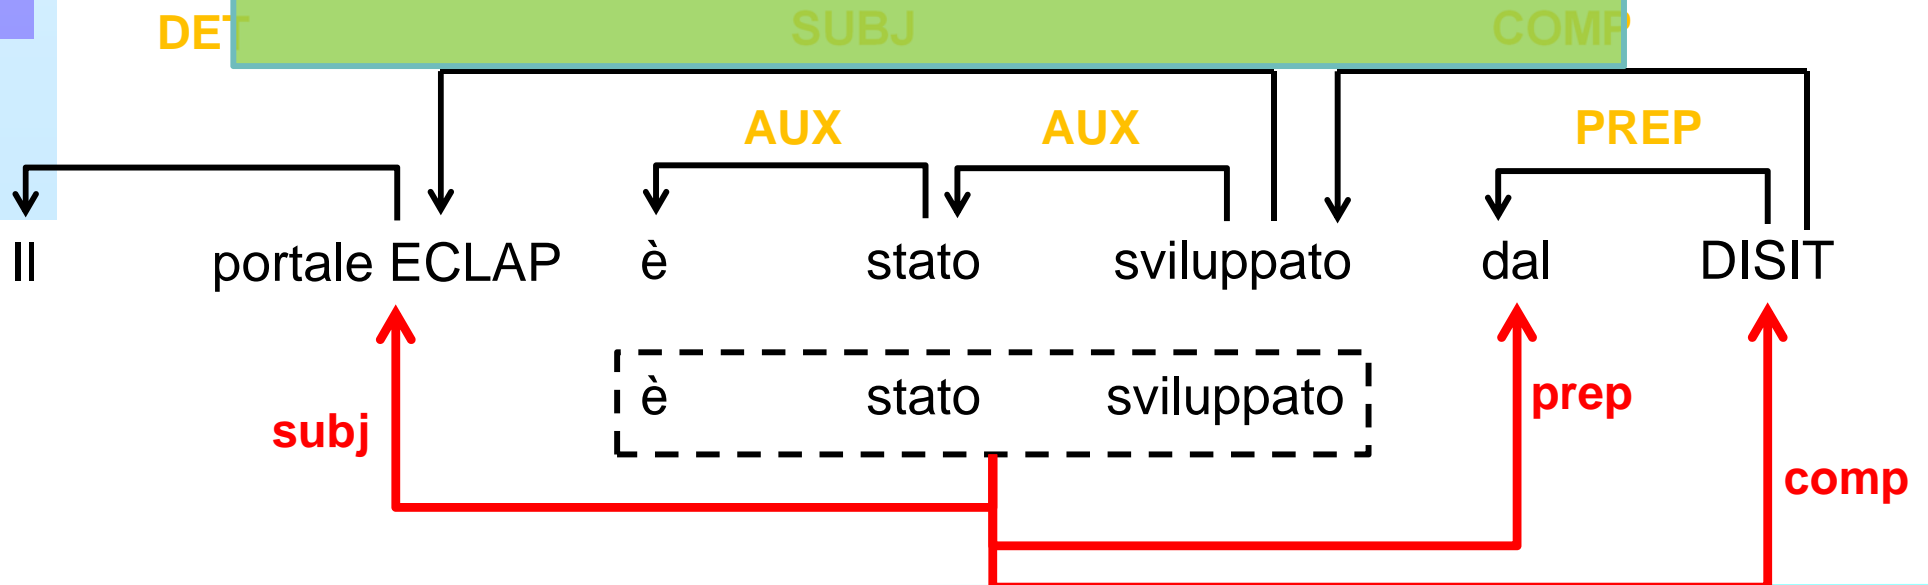 DET SUBJ COMP
AUX AUX PREP
Il portale ECLAP è stato sviluppato dal DISIT
è stato sviluppato
prep
subj
comp